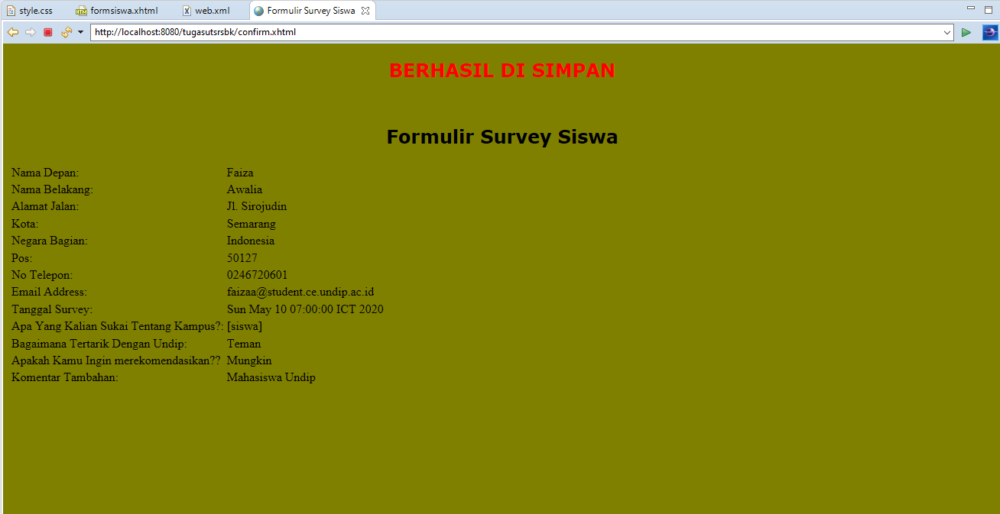 style.css formsiswa.xhtml web.xml Formulir Survey Siswa
http://localhost:8080/tugasutsrsbk/confirm.xhtml
BERHASIL DI SIMPAN
Formulir Survey Siswa
Nama Depan: Faiza
Nama Belakang: Awalia
Alamat Jalan: Jl. Sirojudin
Kota: Semarang
Negara Bagian: Indonesia
Pos: 50127
No Telepon: 0246720601
Email Address: faizaa@student.ce.undip.ac.id
Tanggal Survey: Sun May 10 07:00:00 ICT 2020
Apa Yang Kalian Sukai Tentang Kampus?: [siswa]
Bagaimana Tertarik Dengan Undip: Teman
Apakah Kamu Ingin merekomendasikan?? Mungkin
Komentar Tambahan: Mahasiswa Undip